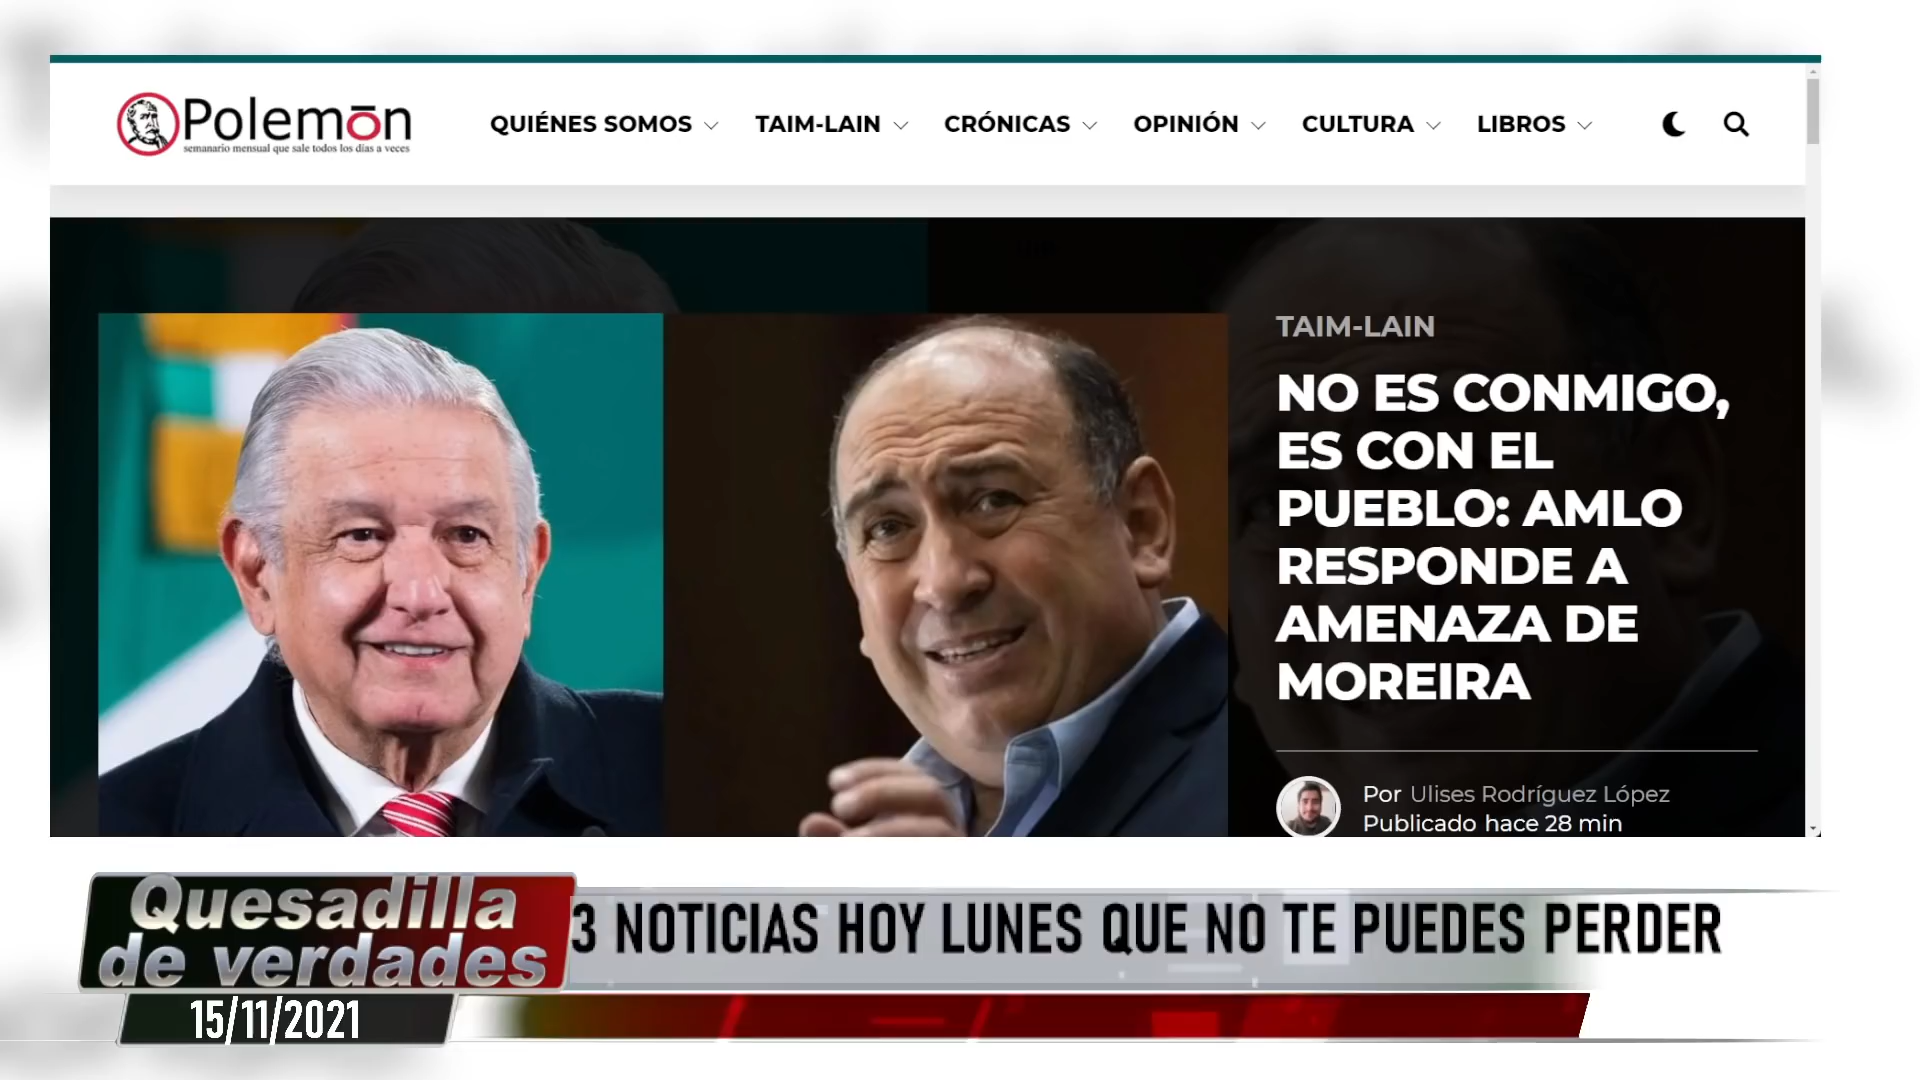 Polemōn
semanario mensual que sale todos los días a veces
QUIÉNES SOMOS
TAIM-LAIN
CRÓNICAS
OPINIÓN
CULTURA
LIBROS
TAIM-LAIN
NO ES CONMIGO,
ES CON EL
PUEBLO: AMLO
RESPONDE A
AMENAZA DE
MOREIRA
Por Ulises Rodríguez López
Publicado hace 28 min
Quesadilla
de verdades
3 NOTICIAS HOY LUNES QUE NO TE PUEDES PERDER
15/11/2021